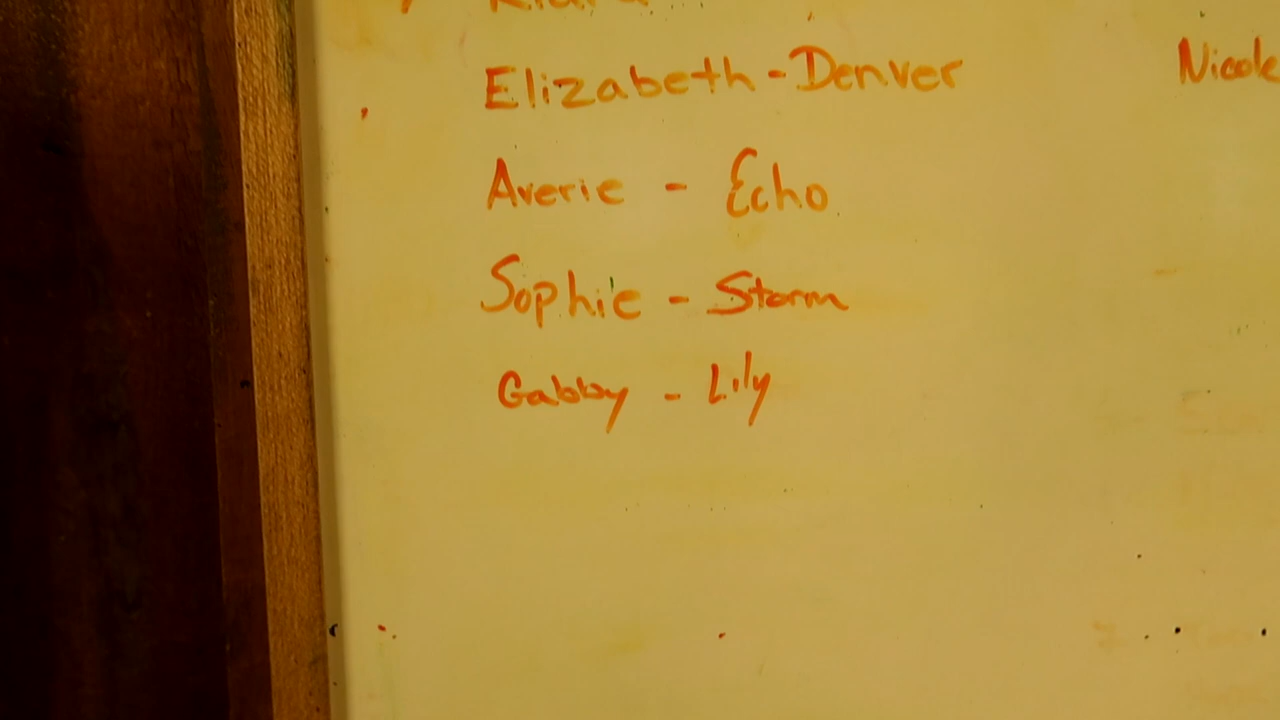 Elizabeth - Denver
Nicole
Averie - Echo
Sophie - Storm
Gabby - Lily